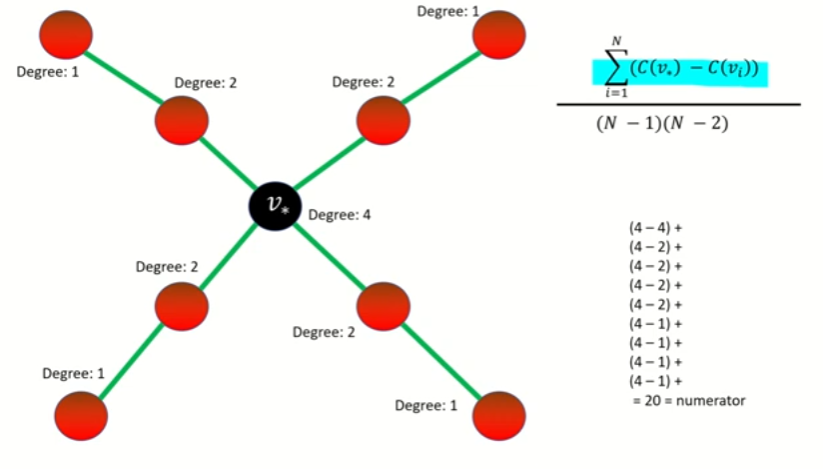 Degree: 1
Degree: 1
Degree: 2
Degree: 2
v*
Degree: 4
Degree: 2
Degree: 2
Degree: 1
Degree: 1
N
∑(C(v*) − C(vᵢ))
i=1
(N − 1)(N − 2)
(4 – 4) +
(4 – 2) +
(4 – 2) +
(4 – 2) +
(4 – 2) +
(4 – 1) +
(4 – 1) +
(4 – 1) +
(4 – 1) +
= 20 = numerator